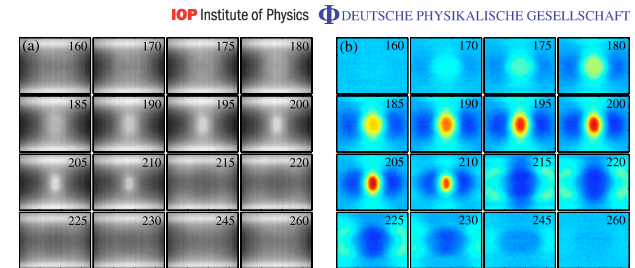 IOP Institute of Physics Φ DEUTSCHE PHYSIKALISCHE GESELLSCHAFT
(a) 160 170 175 180
185 190 195 200
205 210 215 220
225 230 245 260
(b) 160 170 175 180
185 190 195 200
205 210 215 220
225 230 245 260